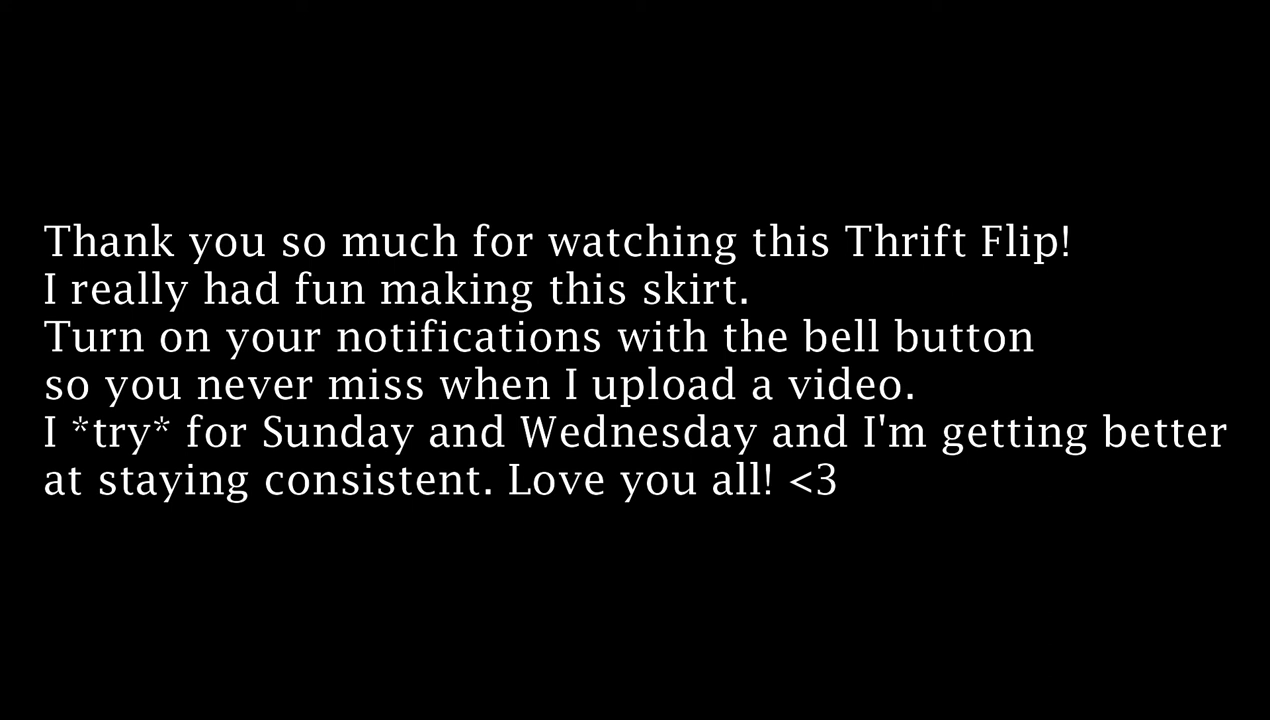 Thank you so much for watching this Thrift Flip!
I really had fun making this skirt.
Turn on your notifications with the bell button
so you never miss when I upload a video.
I *try* for Sunday and Wednesday and I'm getting better
at staying consistent. Love you all! <3